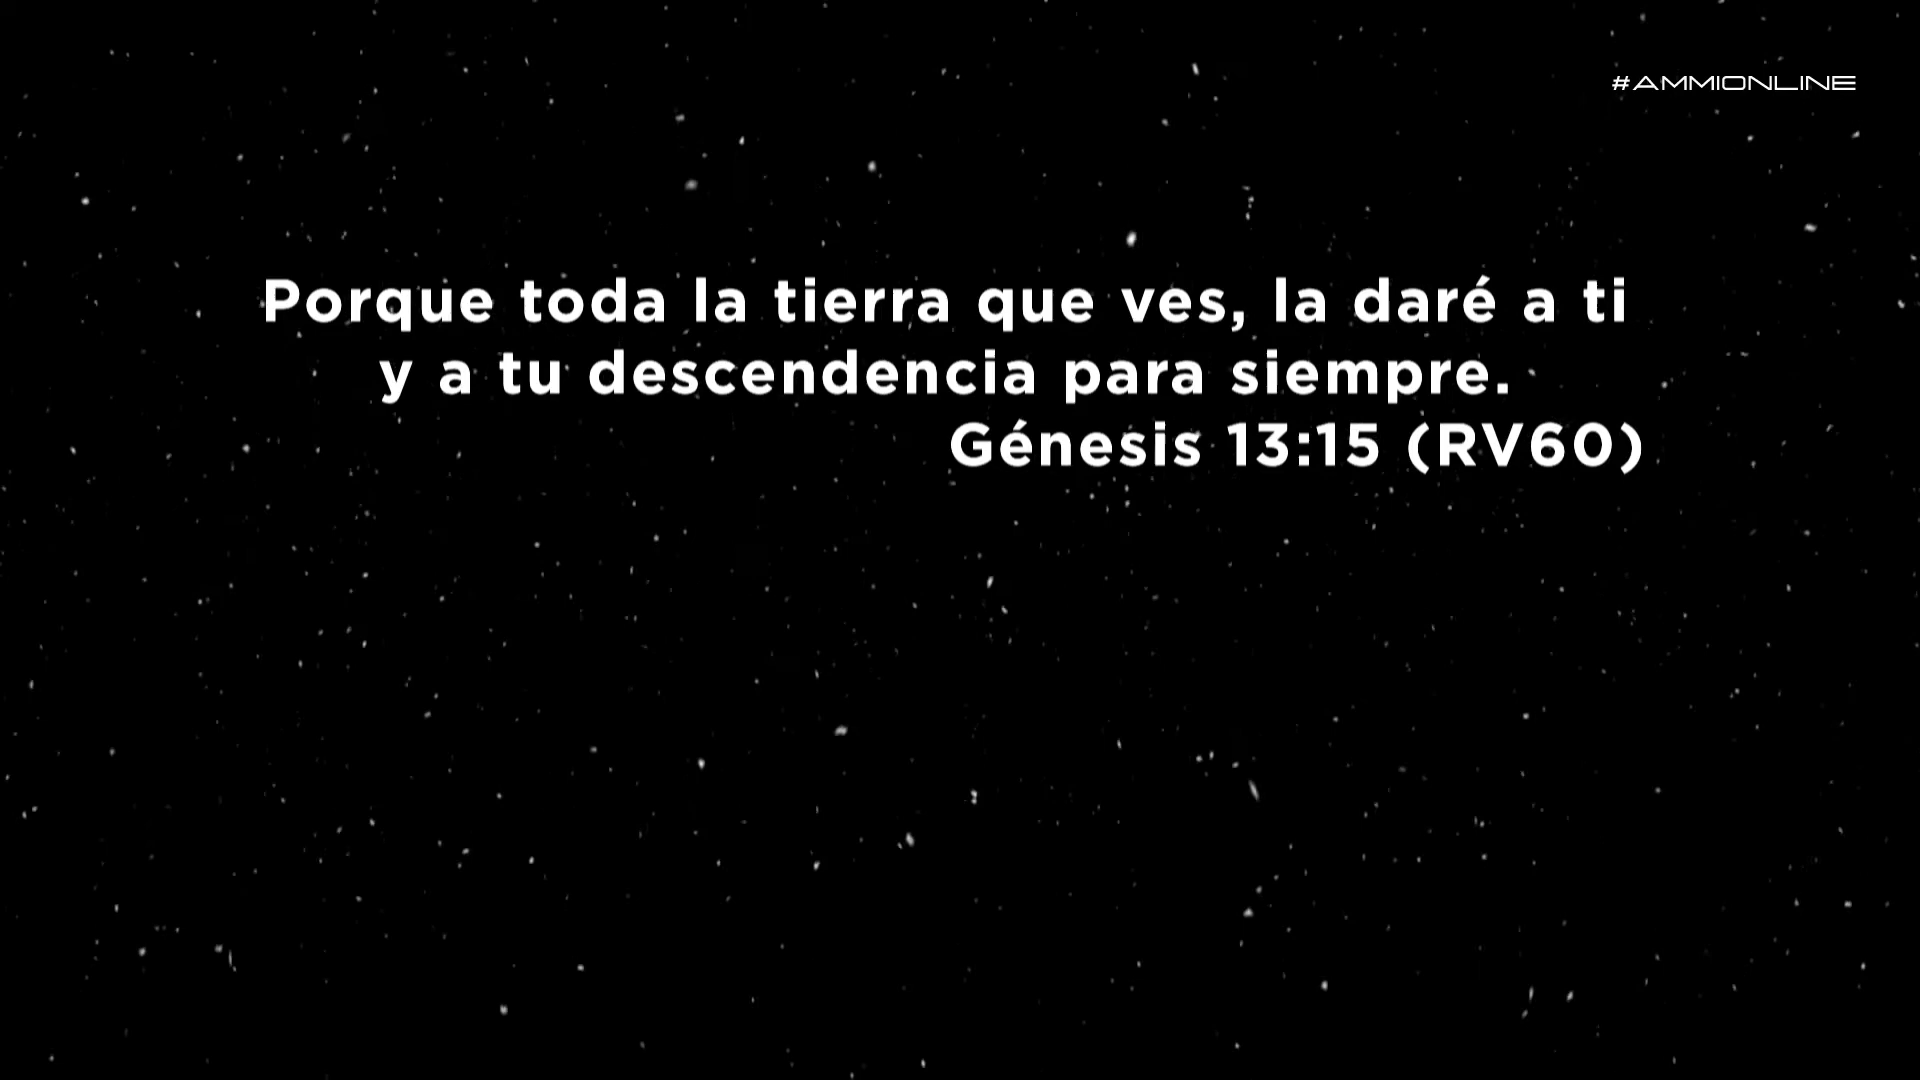 #AMMIONLINE
Porque toda la tierra que ves, la daré a ti
y a tu descendencia para siempre.
Génesis 13:15 (RV60)